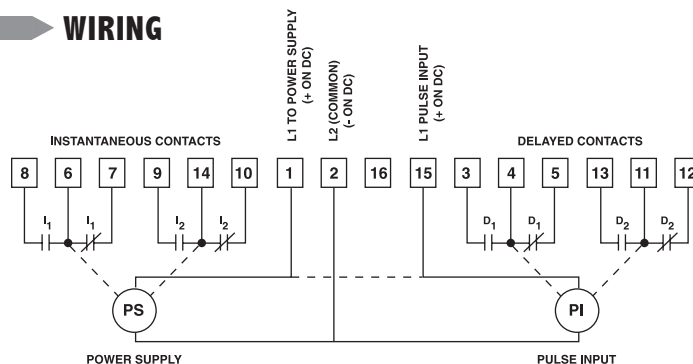 WIRING
L1 TO POWER SUPPLY
(+ ON DC)
L2 (COMMON)
(- ON DC)
L1 PULSE INPUT
(+ ON DC)
INSTANTANEOUS CONTACTS
DELAYED CONTACTS
8 6 7 9 14 10 1 2 16 15 3 4 5 13 11 12
I1 I1 I2 I2 D1 D1 D2 D2
PS PI
POWER SUPPLY
PULSE INPUT